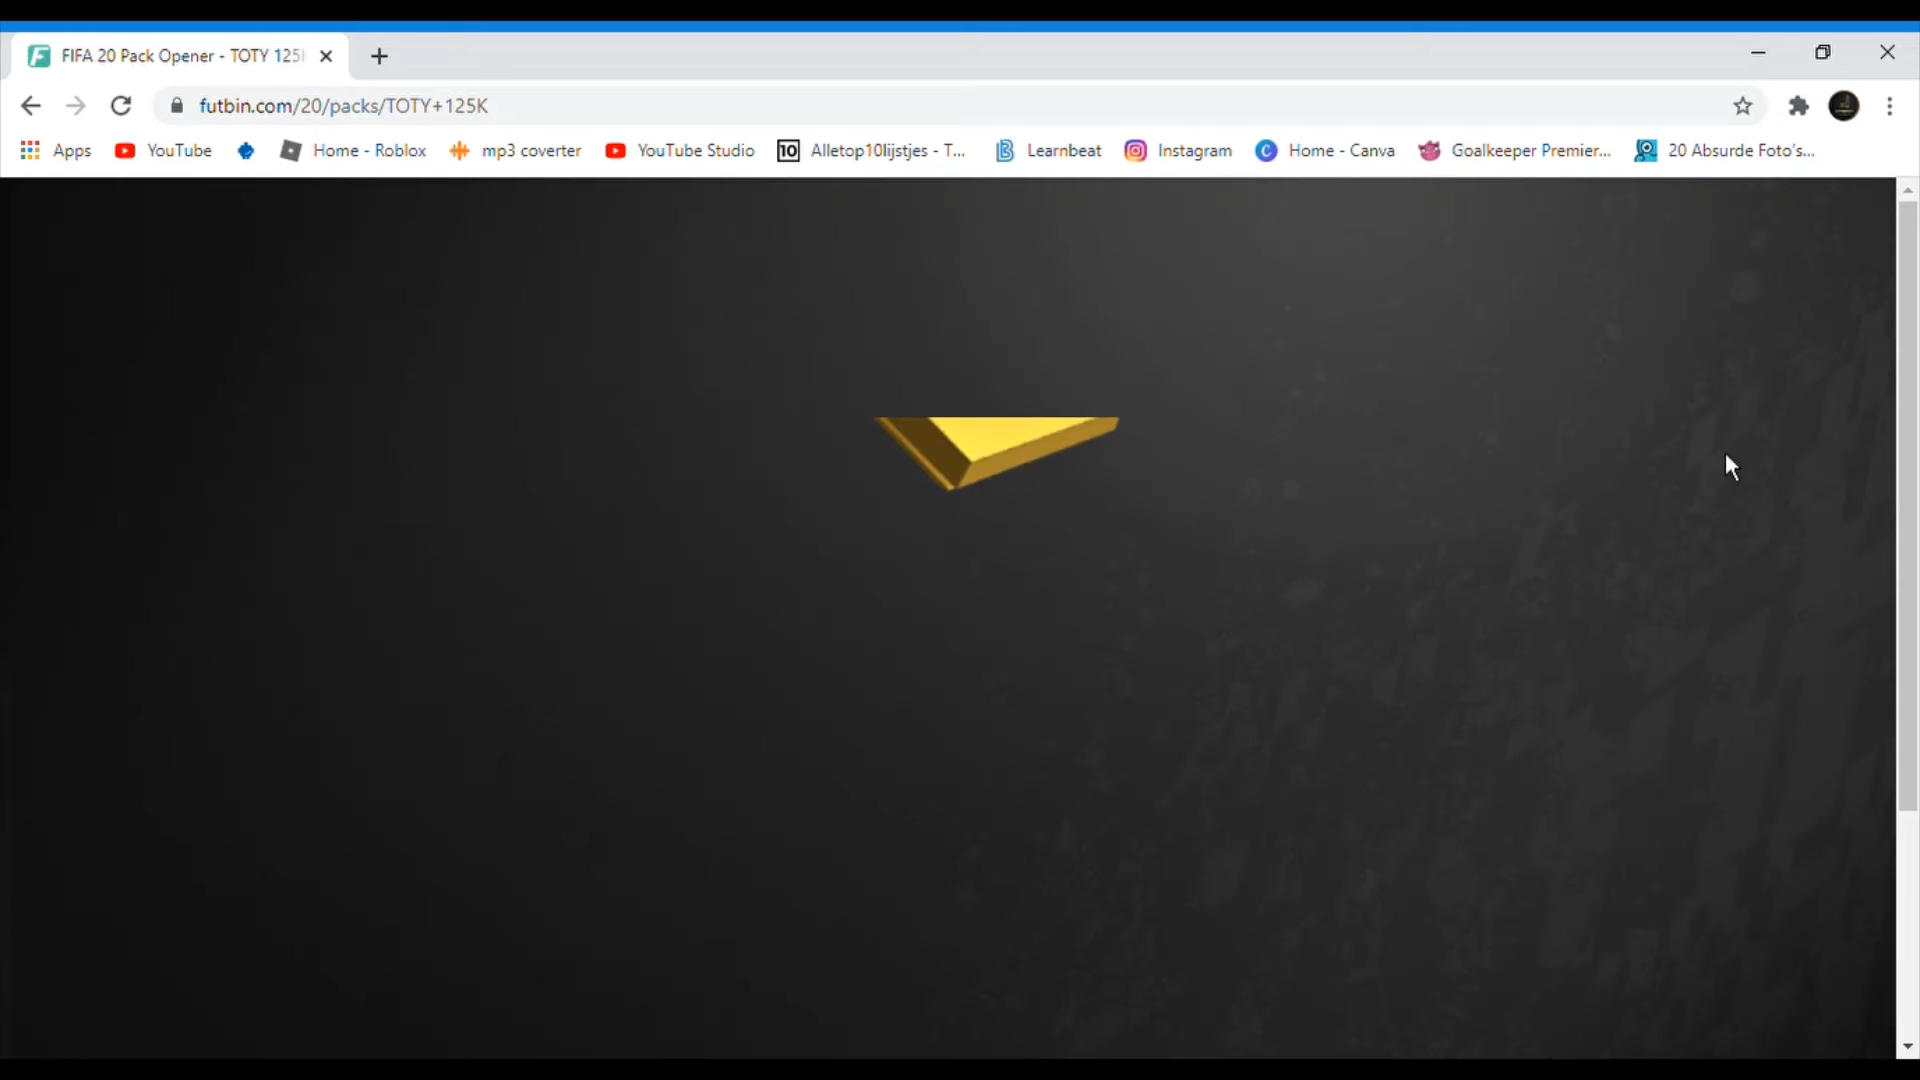 FIFA 20 Pack Opener - TOTY 125
futbin.com/20/packs/TOTY+125K
Apps YouTube Home - Roblox mp3 coverter YouTube Studio 10 Alletop10lijstjes - T... Learnbeat Instagram C Home - Canva Goalkeeper Premier... 20 Absurde Foto's...